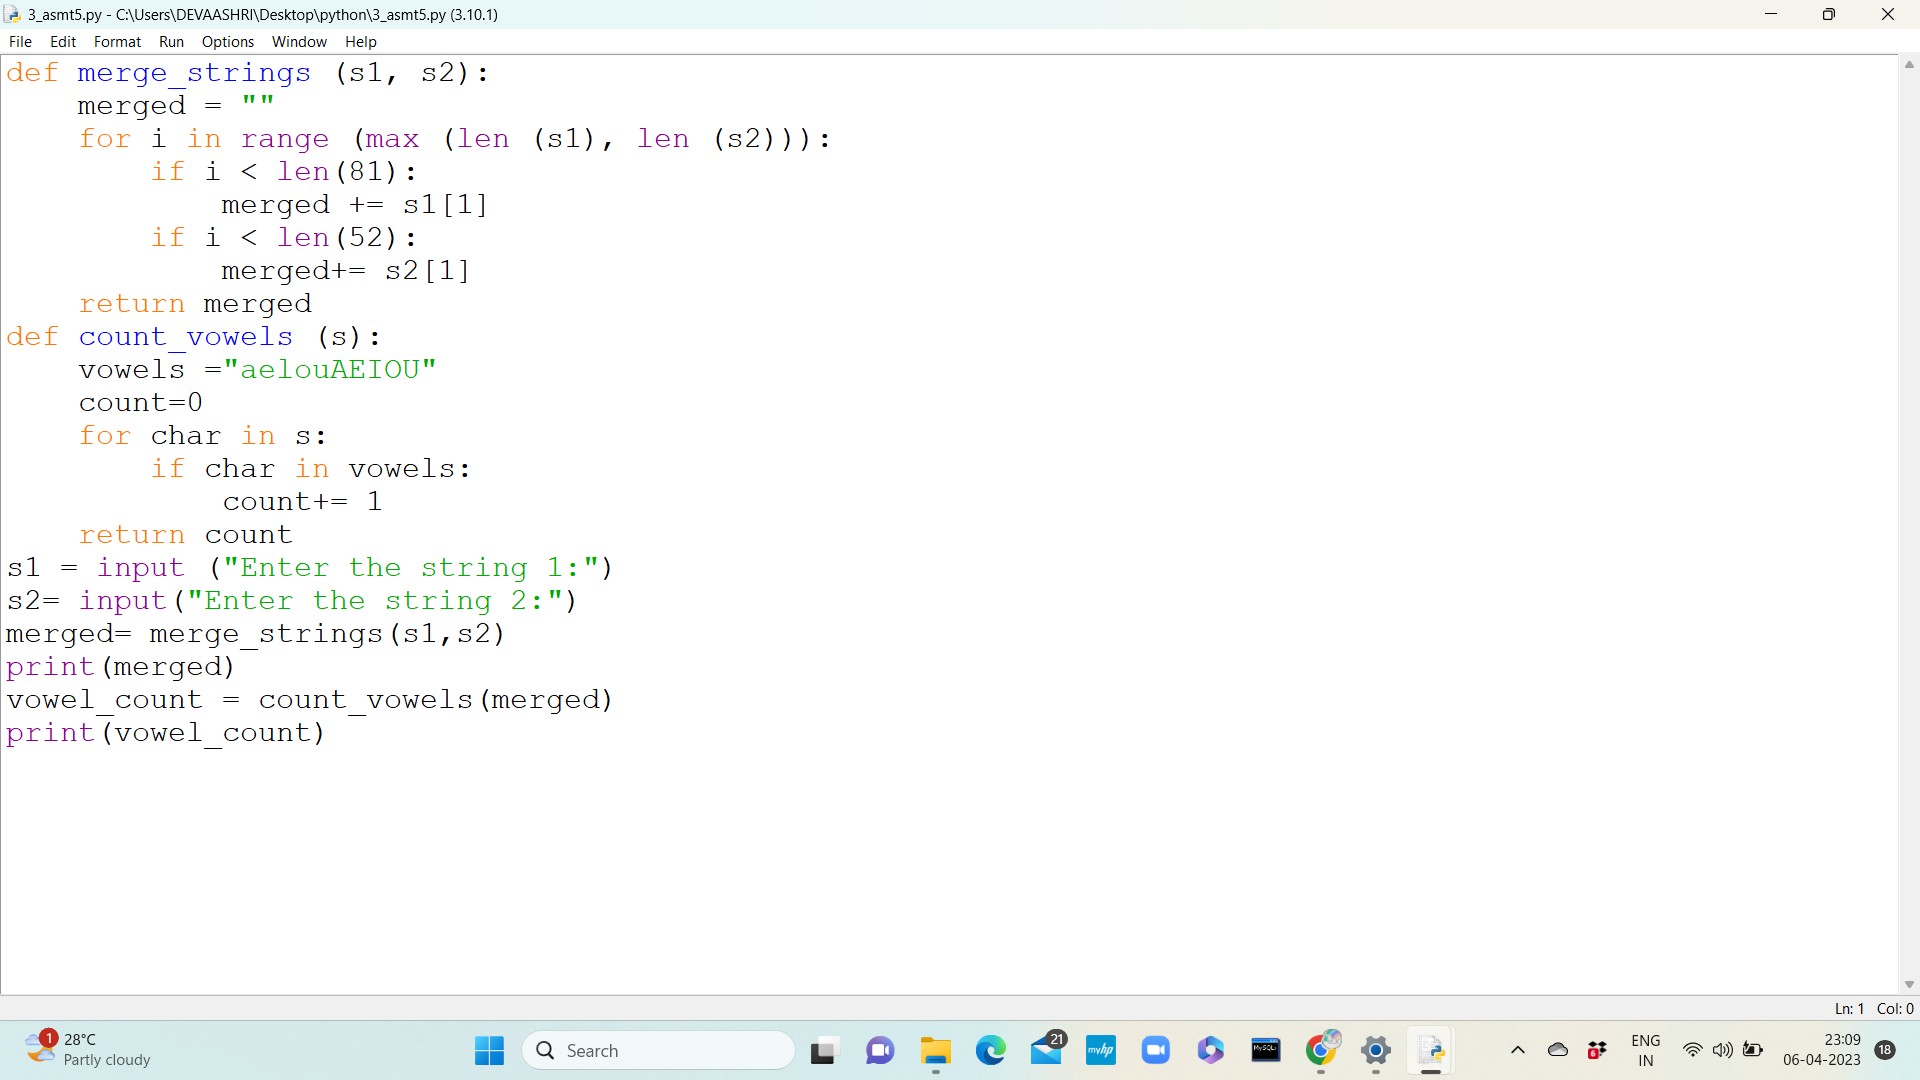 3_asmt5.py - C:\Users\DEVAASHRI\Desktop\python\3_asmt5.py (3.10.1)
File Edit Format Run Options Window Help
def merge_strings (s1, s2):
    merged = ""
    for i in range (max (len (s1), len (s2))):
        if i < len(81):
            merged += s1[1]
        if i < len(52):
            merged+= s2[1]
    return merged
def count_vowels (s):
    vowels ="aelouAEIOU"
    count=0
    for char in s:
        if char in vowels:
            count+= 1
    return count
s1 = input ("Enter the string 1:")
s2= input("Enter the string 2:")
merged= merge_strings(s1,s2)
print(merged)
vowel_count = count_vowels(merged)
print(vowel_count)
Ln: 1 Col: 0
1 28°C
Partly cloudy
Search
21
myhp
MySQL
6
ENG
IN
23:09
06-04-2023
18